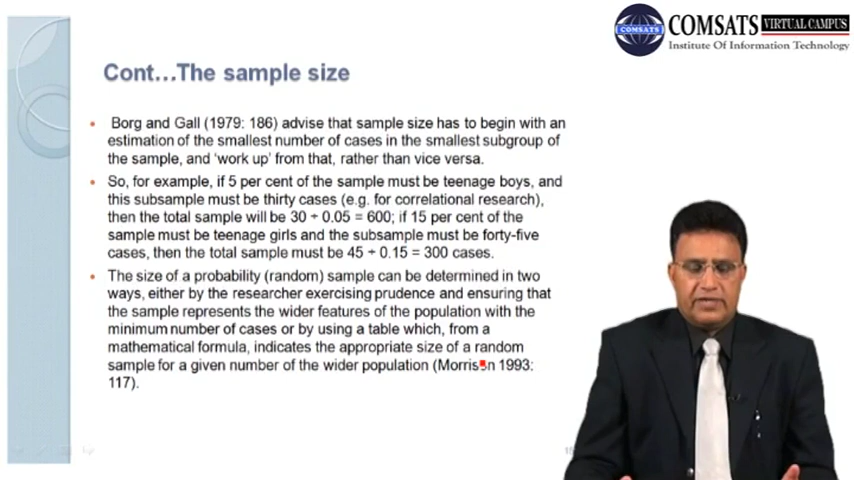 COMSATS VIRTUAL CAMPUS
Institute Of Information Technology
COMSATS
Cont...The sample size
• Borg and Gall (1979: 186) advise that sample size has to begin with an
estimation of the smallest number of cases in the smallest subgroup of
the sample, and 'work up' from that, rather than vice versa.
• So, for example, if 5 per cent of the sample must be teenage boys, and
this subsample must be thirty cases (e.g. for correlational research),
then the total sample will be 30 ÷ 0.05 = 600; if 15 per cent of the
sample must be teenage girls and the subsample must be forty-five
cases, then the total sample must be 45 ÷ 0.15 = 300 cases.
• The size of a probability (random) sample can be determined in two
ways, either by the researcher exercising prudence and ensuring that
the sample represents the wider features of the population with the
minimum number of cases or by using a table which, from a
mathematical formula, indicates the appropriate size of a random
sample for a given number of the wider population (Morrison 1993:
117).